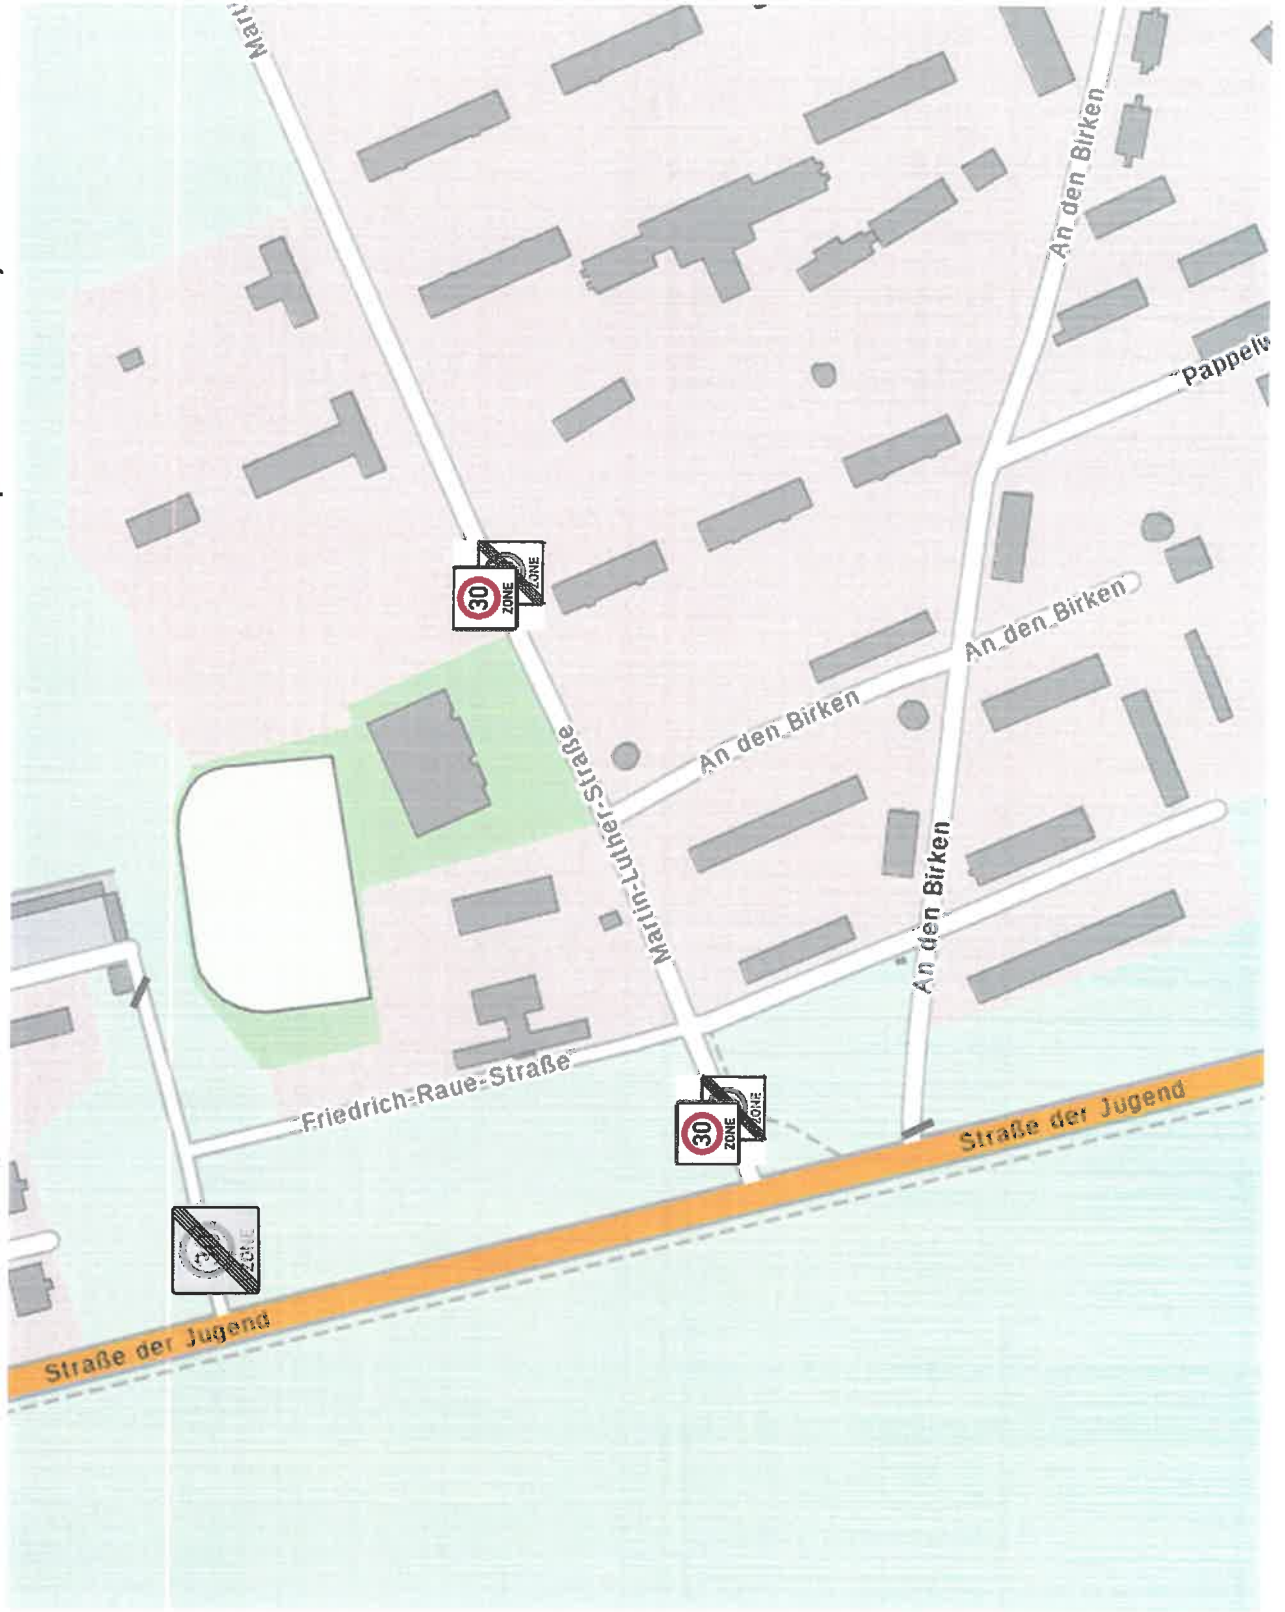 Mart
An den Birken
Pappelw
30
ZONE
ZONE
An den Birken
An den Birken
Martin-Luther-Straße
An den Birken
Friedrich-Raue-Straße
30
ZONE
ZONE
Straße der Jugend
ZONE
Straße der Jugend